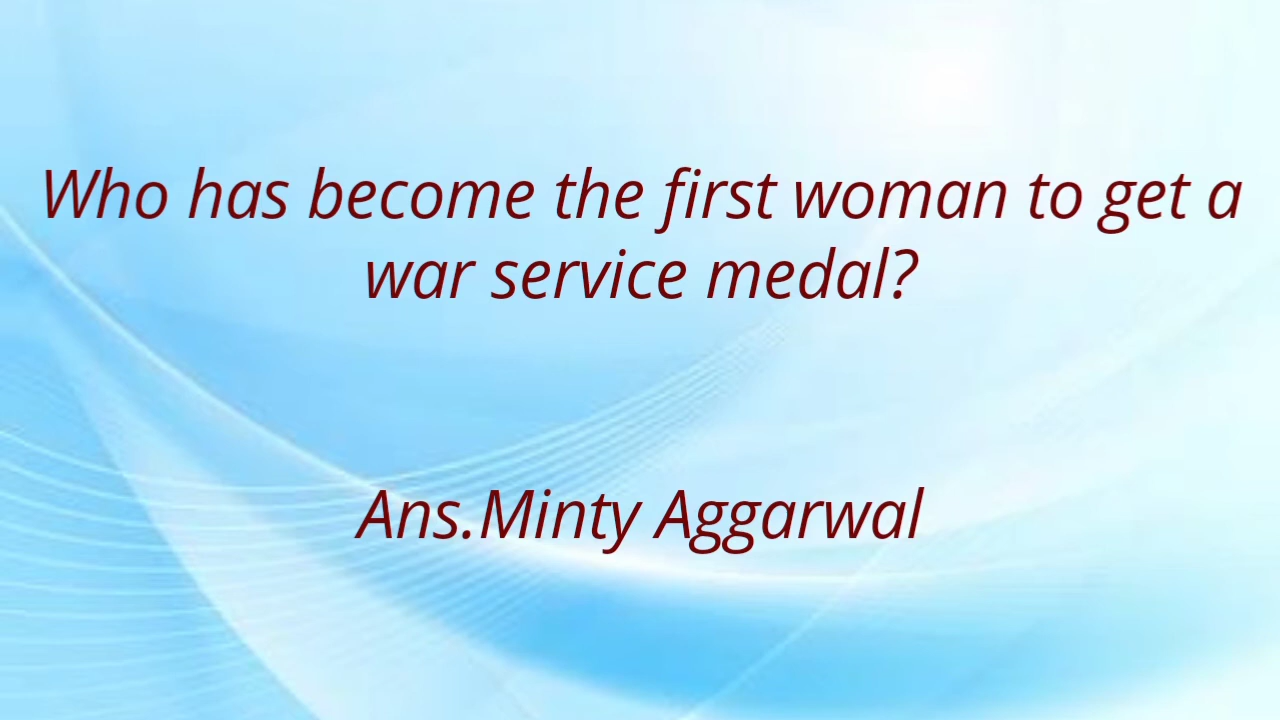 Who has become the first woman to get a
war service medal?
Ans.Minty Aggarwal